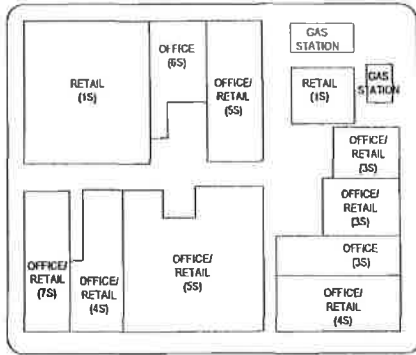 RETAIL
(1S)
OFFICE
(6S)
OFFICE/
RETAIL
(5S)
GAS
STATION
RETAIL
(1S)
GAS
STATION
OFFICE/
RETAIL
(3S)
OFFICE/
RETAIL
(3S)
OFFICE
(3S)
OFFICE/
RETAIL
(4S)
OFFICE/
RETAIL
(7S)
OFFICE/
RETAIL
(4S)
OFFICE/
RETAIL
(5S)